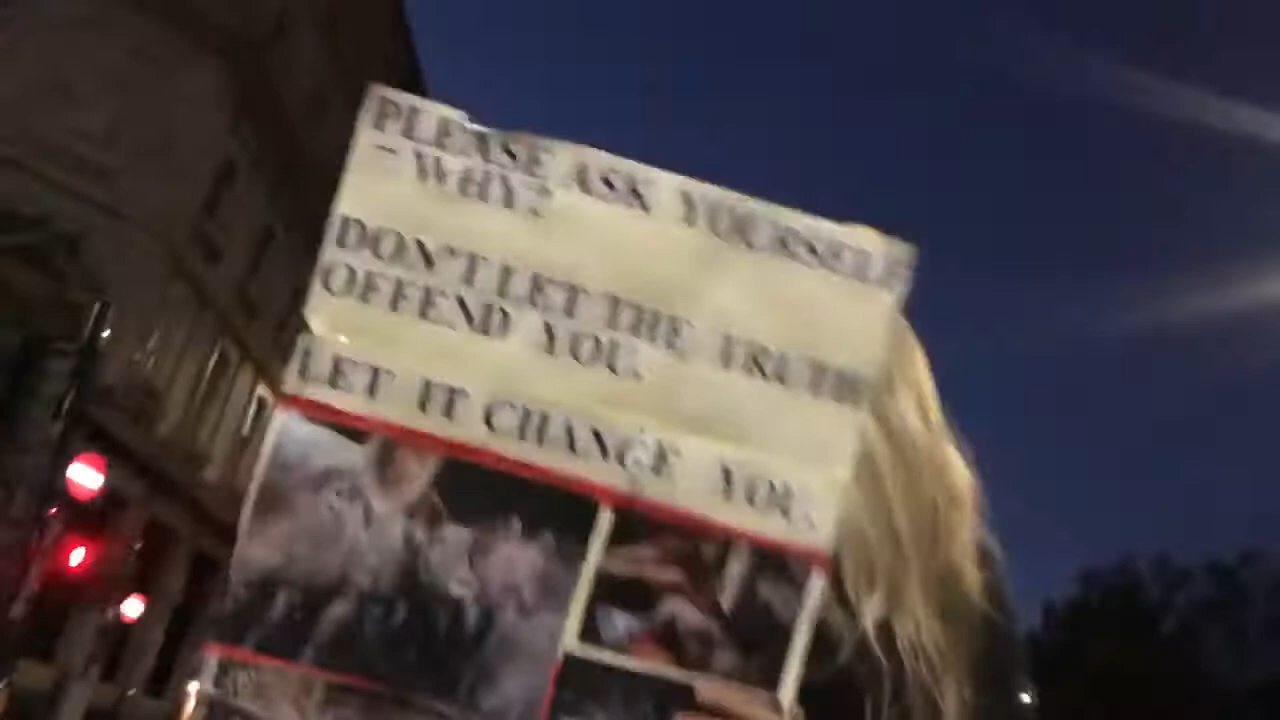 PLEASE ASK YOURSELF
- WHY?
DON'T LET THE TRUTH
OFFEND YOU.
LET IT CHANGE YOU.